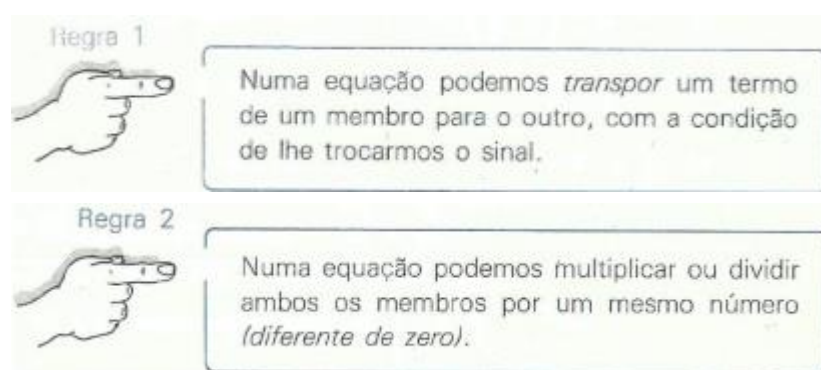 Regra 1
Numa equação podemos transpor um termo
de um membro para o outro, com a condição
de lhe trocarmos o sinal.
Regra 2
Numa equação podemos multiplicar ou dividir
ambos os membros por um mesmo número
(diferente de zero).